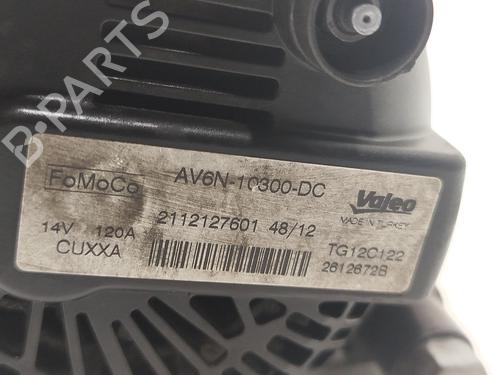 B-PARTS
FoMoCo AV6N-10300-DC Valeo
MADE IN TURKEY
14V 120A 2112127601 48/12
CUXXA TG12C122
2612672B